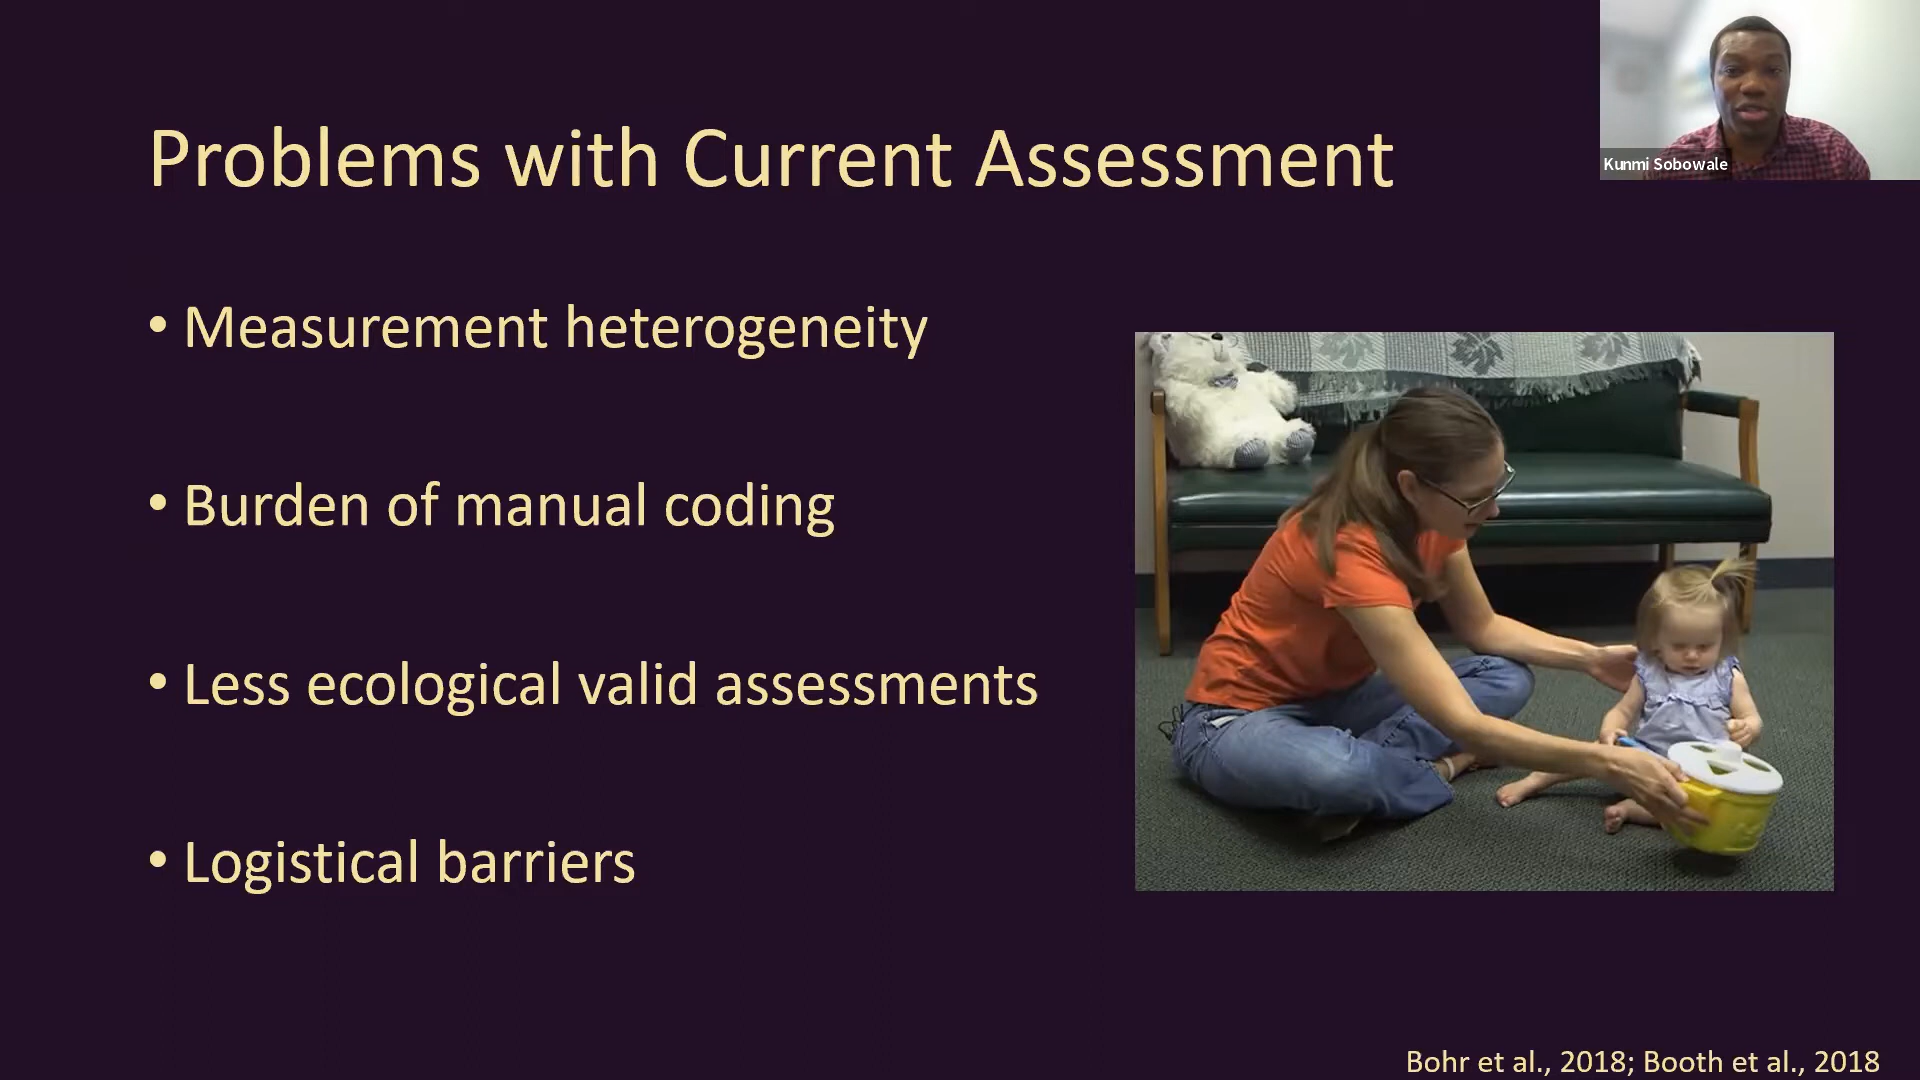 Problems with Current Assessment
Kunmi Sobowale
• Measurement heterogeneity
• Burden of manual coding
• Less ecological valid assessments
• Logistical barriers
Bohr et al., 2018; Booth et al., 2018